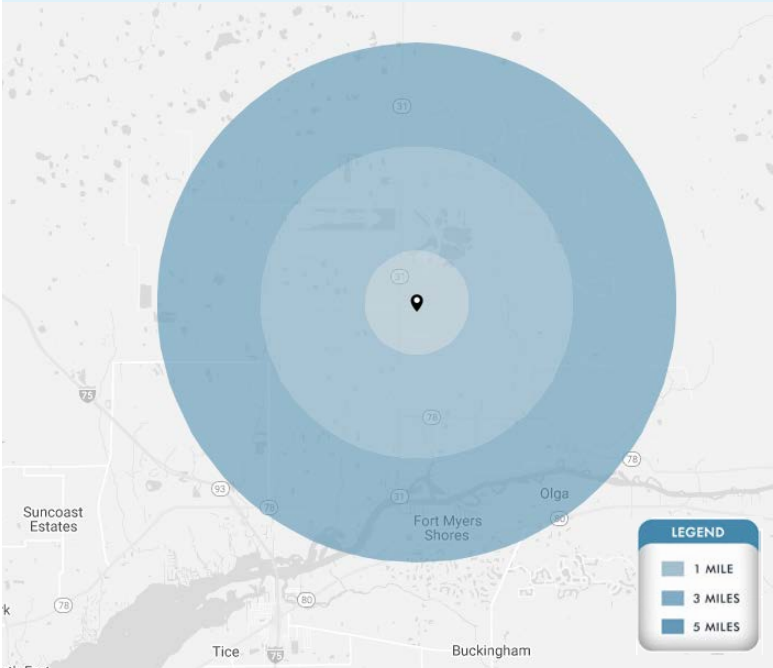 31
31
75
78
78
93
78
31
Olga
80
Suncoast
Estates
Fort Myers
Shores
LEGEND
1 MILE
3 MILES
5 MILES
80
78
k
Tice
75
Buckingham